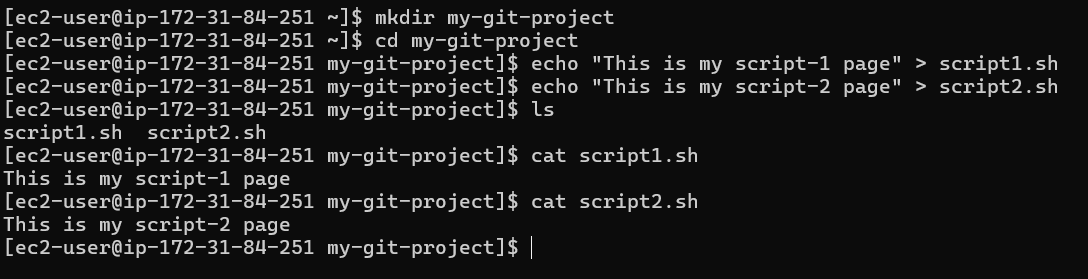 [ec2-user@ip-172-31-84-251 ~]$ mkdir my-git-project
[ec2-user@ip-172-31-84-251 ~]$ cd my-git-project
[ec2-user@ip-172-31-84-251 my-git-project]$ echo "This is my script-1 page" > script1.sh
[ec2-user@ip-172-31-84-251 my-git-project]$ echo "This is my script-2 page" > script2.sh
[ec2-user@ip-172-31-84-251 my-git-project]$ ls
script1.sh  script2.sh
[ec2-user@ip-172-31-84-251 my-git-project]$ cat script1.sh
This is my script-1 page
[ec2-user@ip-172-31-84-251 my-git-project]$ cat script2.sh
This is my script-2 page
[ec2-user@ip-172-31-84-251 my-git-project]$